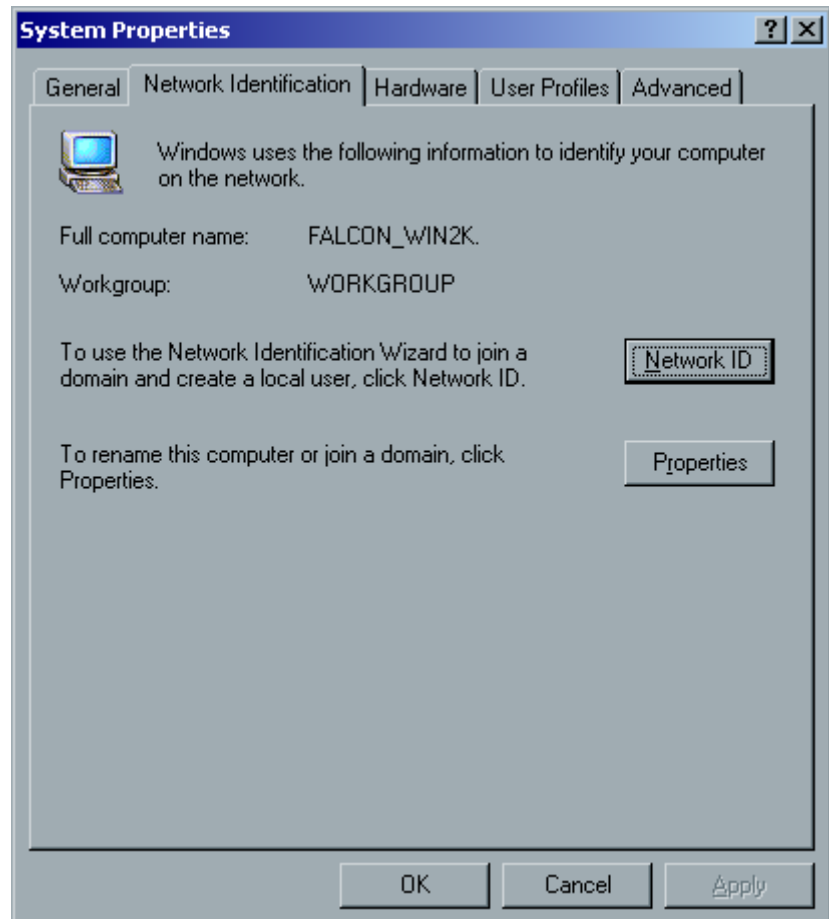 System Properties
General Network Identification Hardware User Profiles Advanced
Windows uses the following information to identify your computer
on the network.
Full computer name: FALCON_WIN2K.
Workgroup: WORKGROUP
To use the Network Identification Wizard to join a
domain and create a local user, click Network ID.
Network ID
To rename this computer or join a domain, click
Properties.
Properties
OK Cancel Apply